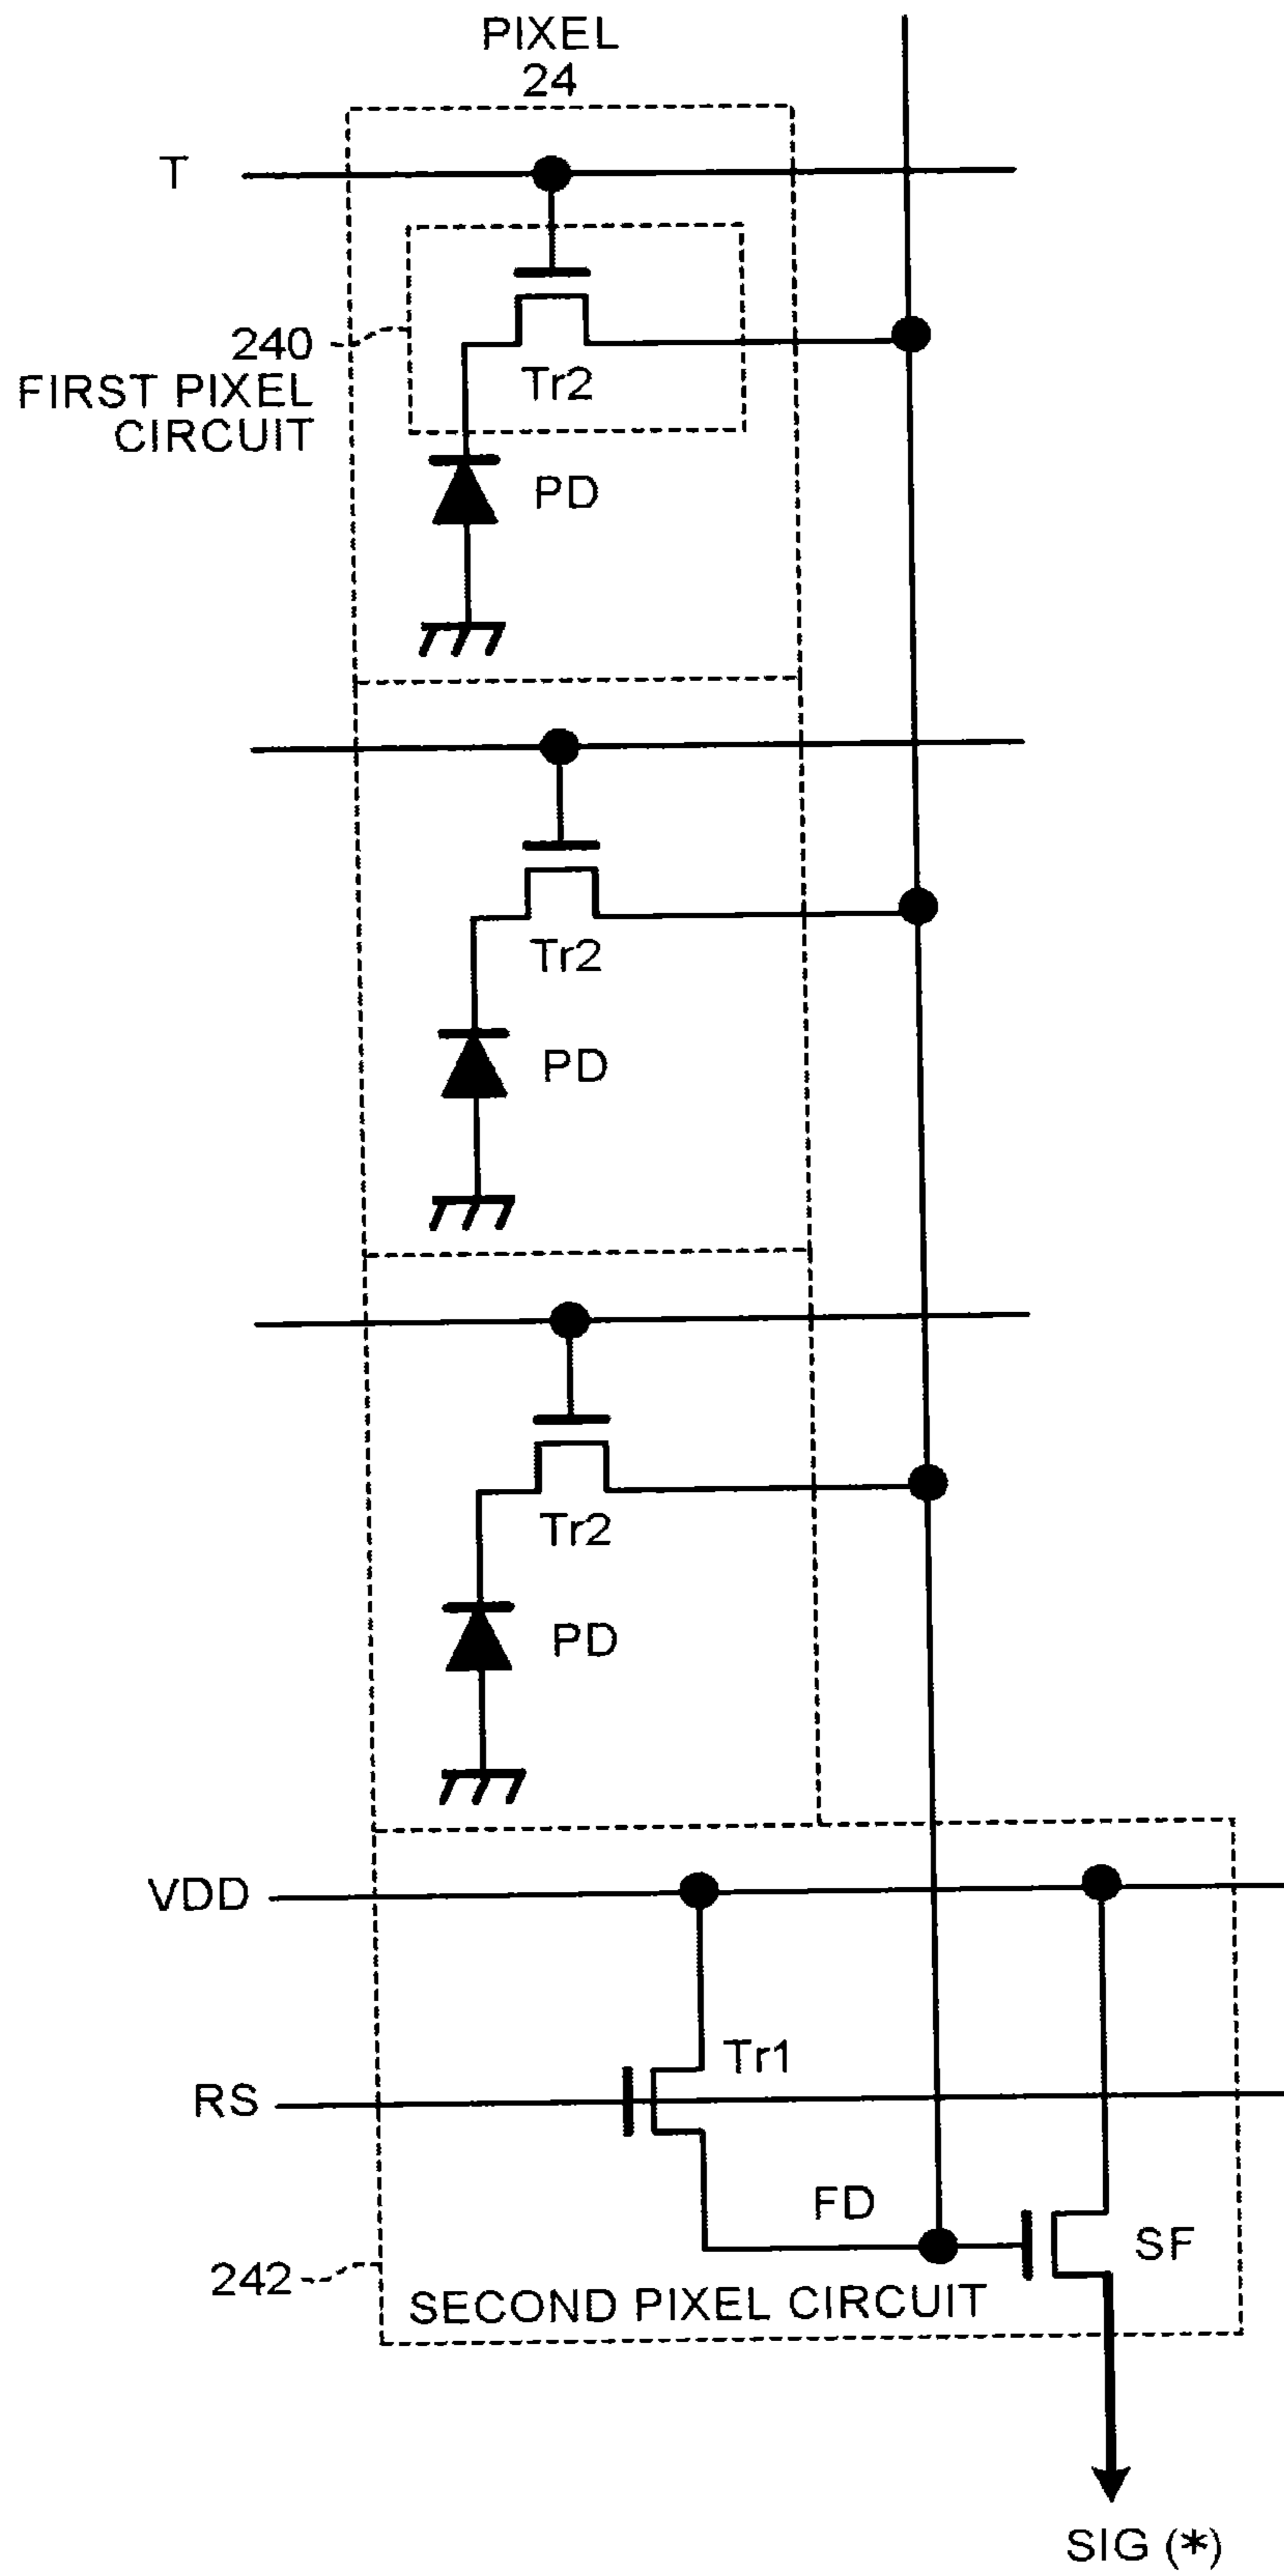 PIXEL
24
T
240
FIRST PIXEL
CIRCUIT
Tr2
PD
Tr2
PD
Tr2
PD
VDD
Tr1
RS
FD
SF
242
SECOND PIXEL CIRCUIT
SIG (*)